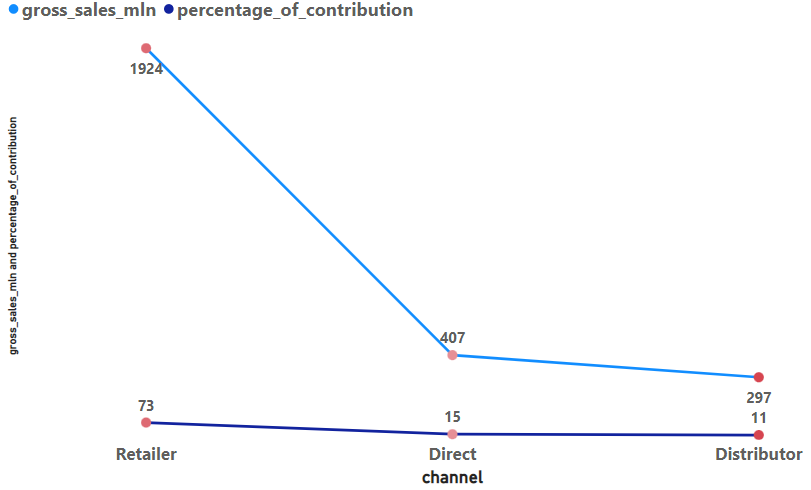 gross_sales_mln percentage_of_contribution
gross_sales_mln and percentage_of_contribution
1924
407
297
73
15
11
Retailer Direct Distributor
channel